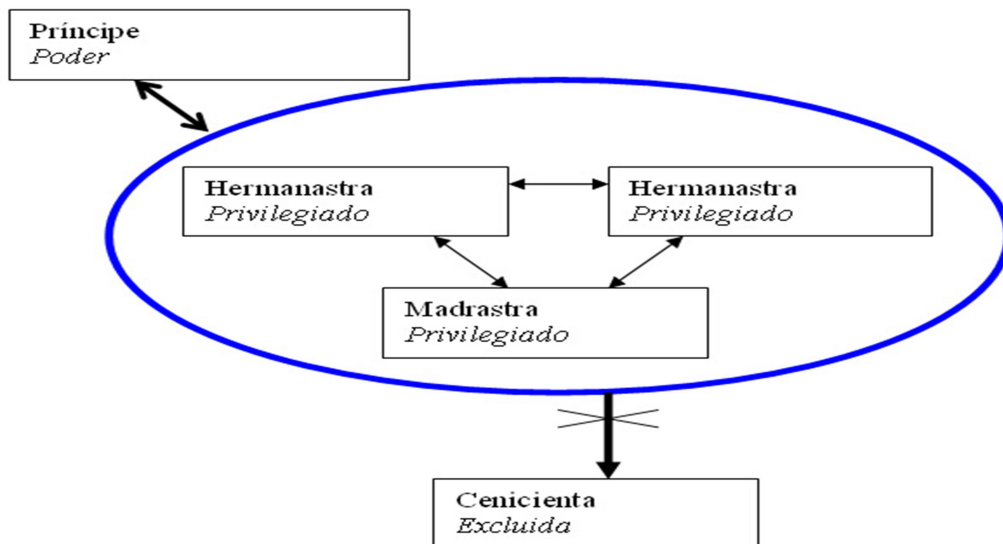 Príncipe
Poder
Hermanastra
Privilegiado
Hermanastra
Privilegiado
Madrastra
Privilegiado
Cenicienta
Excluida